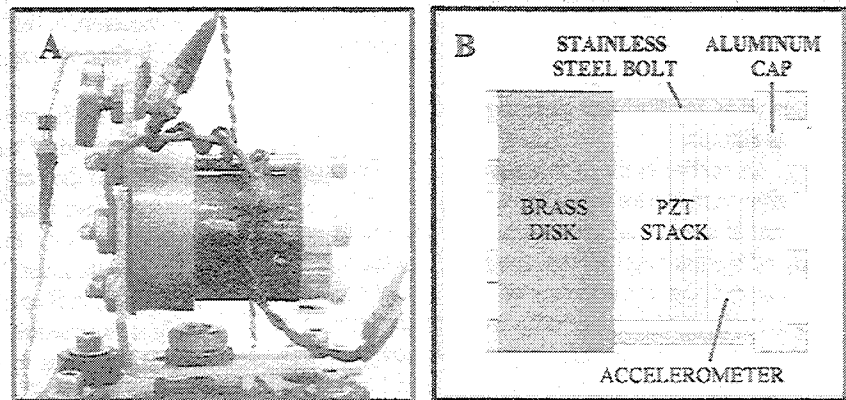 A
B
STAINLESS
STEEL BOLT
ALUMINUM
CAP
BRASS
DISK
PZT
STACK
ACCELEROMETER